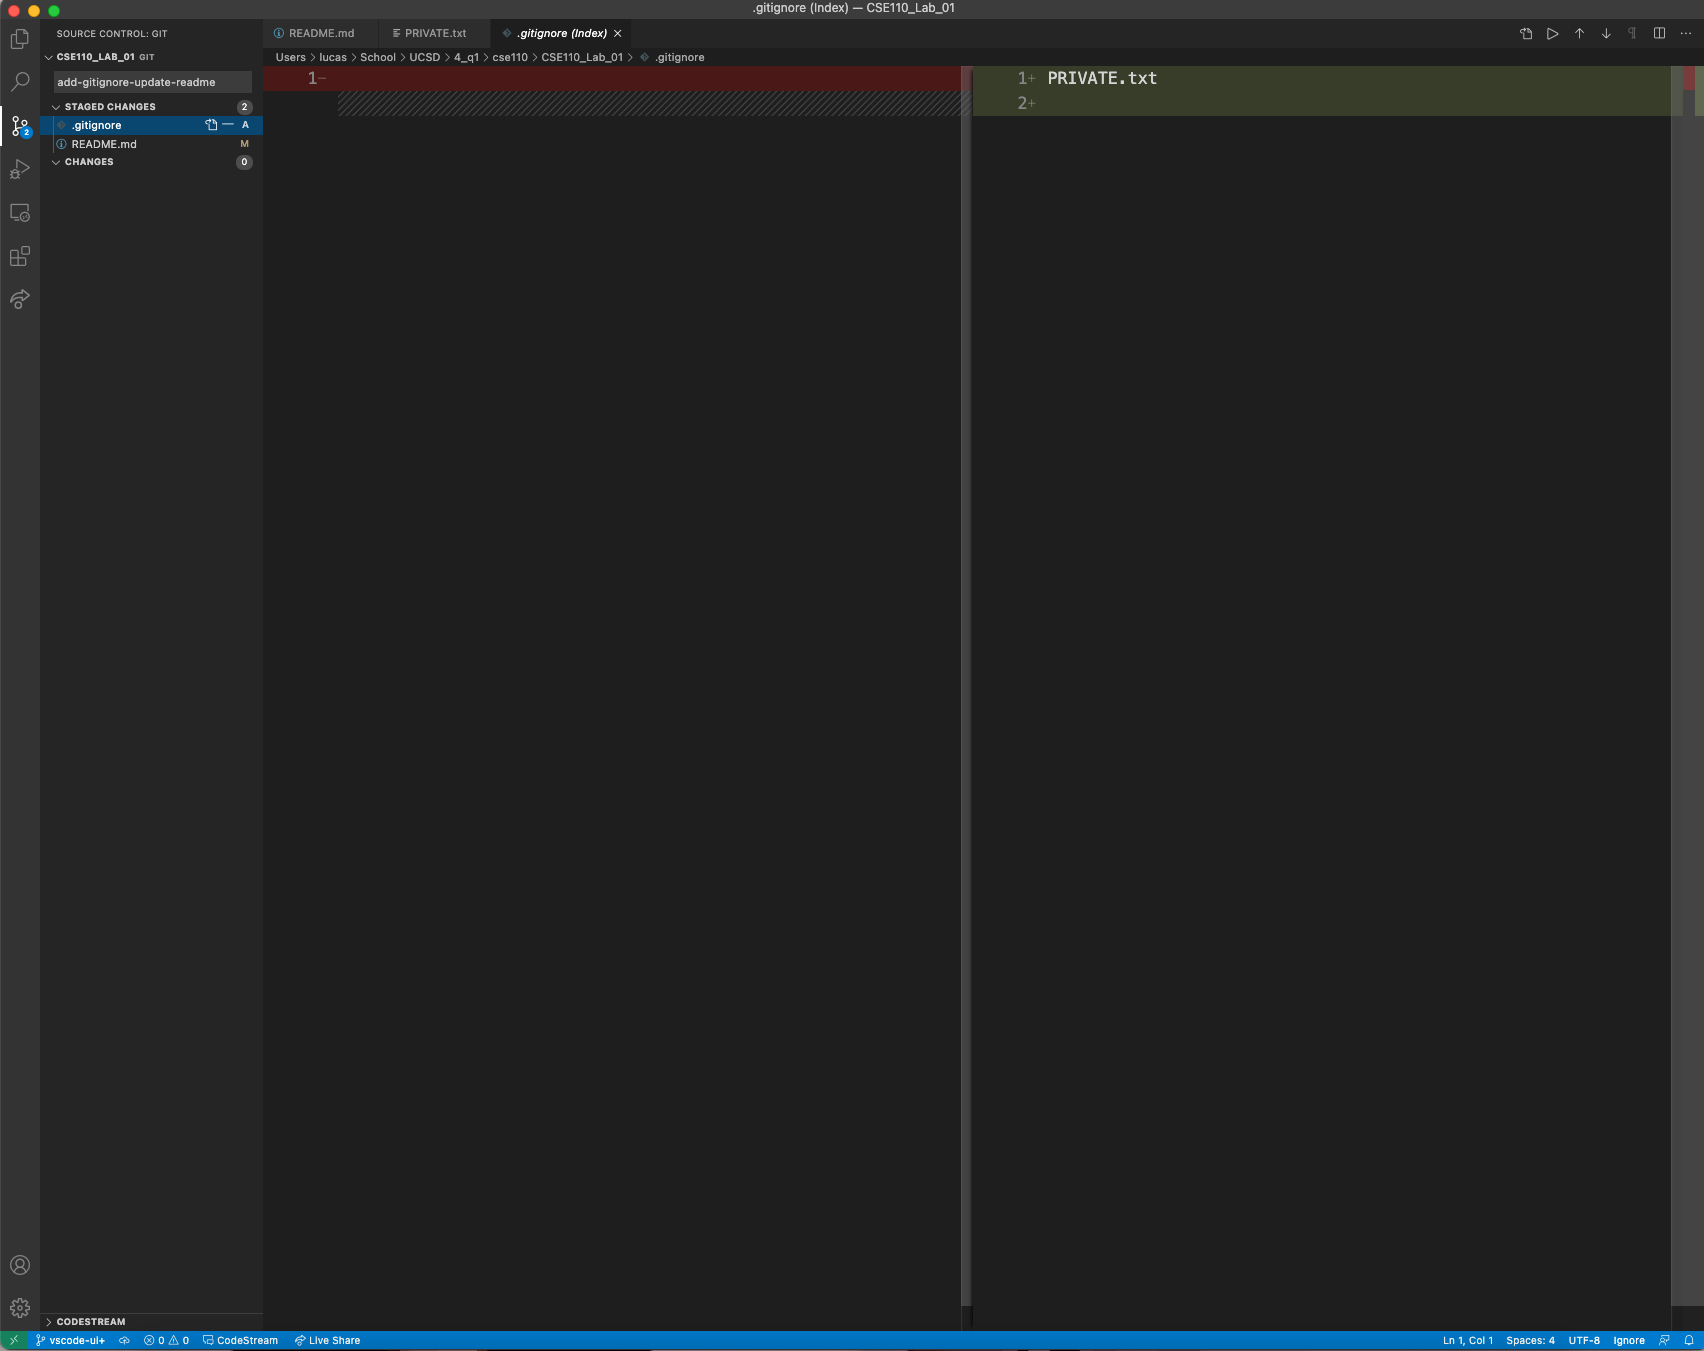 .gitignore (Index) — CSE110_Lab_01
SOURCE CONTROL: GIT
README.md
PRIVATE.txt
.gitignore (Index)
CSE110_LAB_01 GIT
Users > lucas > School > UCSD > 4_q1 > cse110 > CSE110_Lab_01 > .gitignore
add-gitignore-update-readme
STAGED CHANGES 2
.gitignore A
README.md M
CHANGES 0
1−
1+ PRIVATE.txt
2+
2
CODESTREAM
vscode-ui+ 0 0 CodeStream Live Share Ln 1, Col 1 Spaces: 4 UTF-8 Ignore